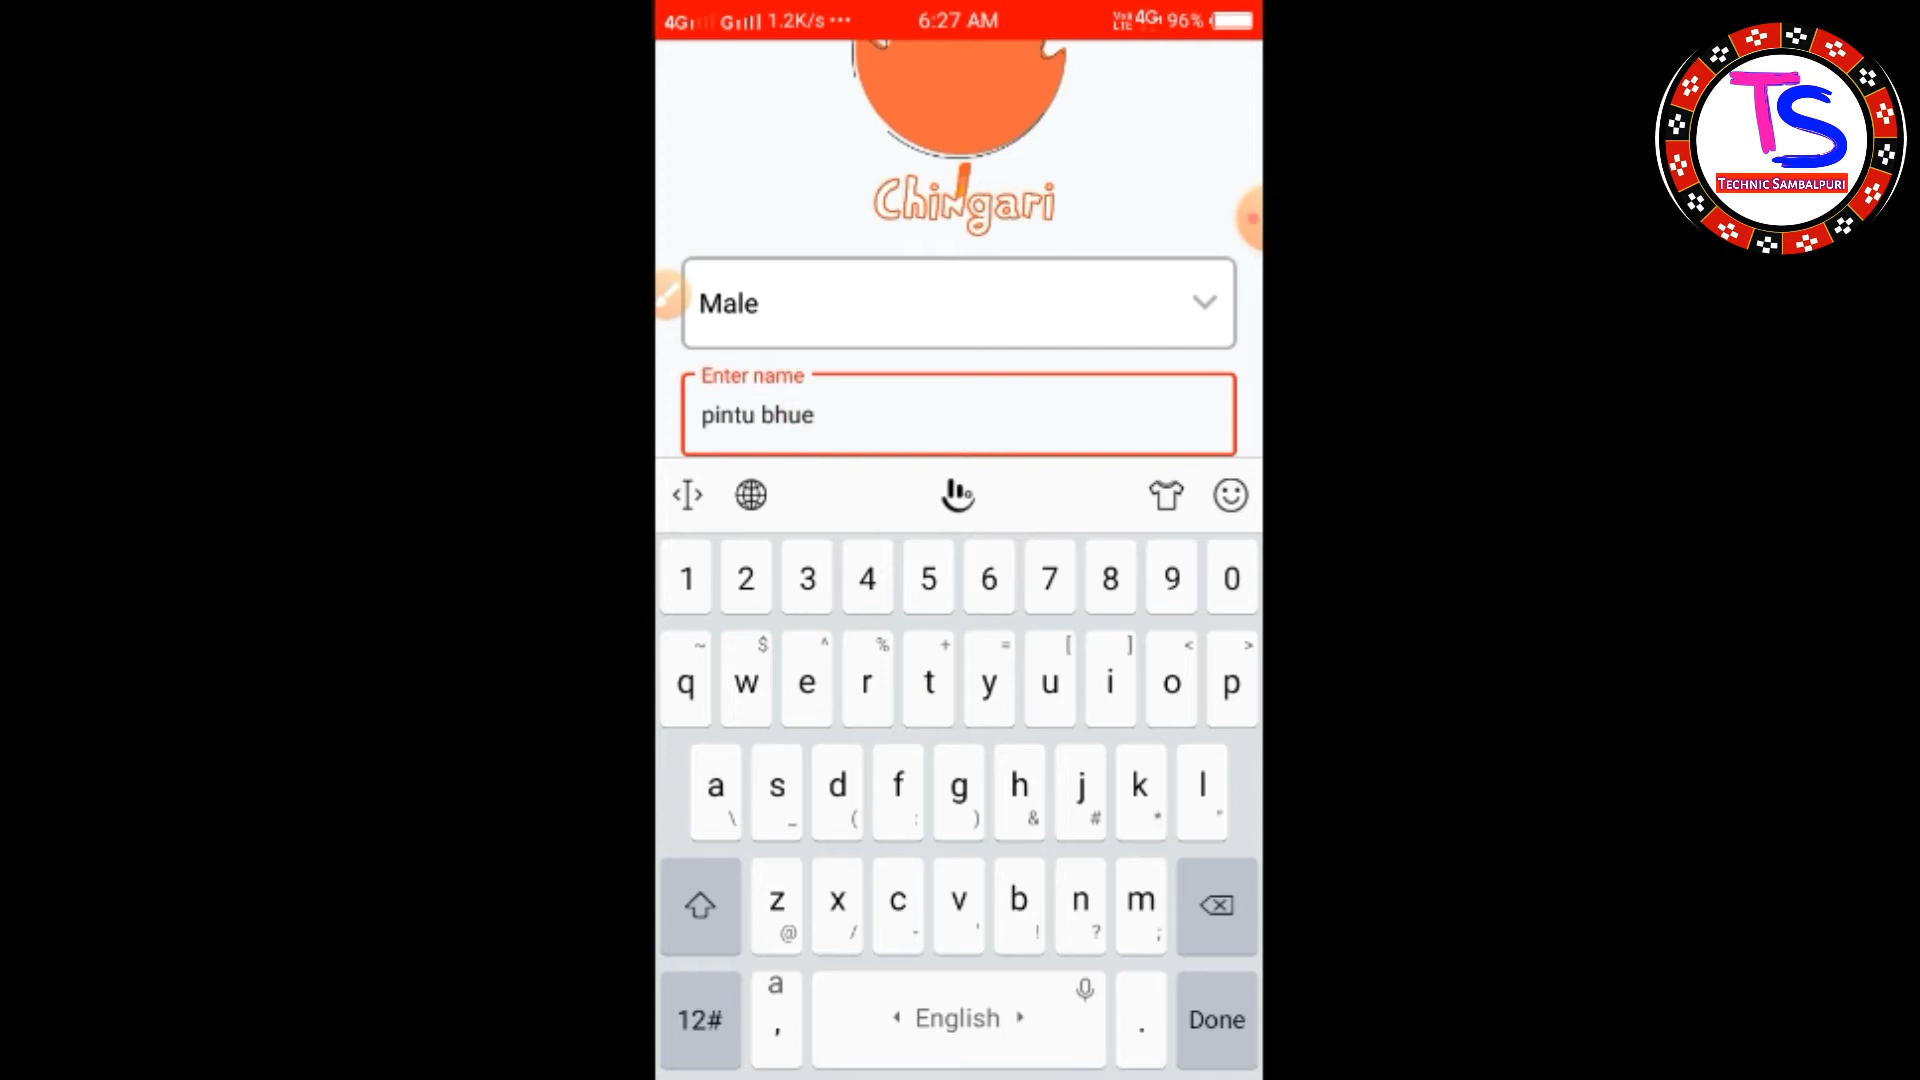 4G G 1.2K/s ... 6:27 AM VoLTE 4G 96%
TS
TECHNIC SAMBALPURI
Chingari
Male
Enter name
pintu bhue
1 2 3 4 5 6 7 8 9 0
~ $ ^ % + = [ ] < >
q w e r t y u i o p
a s d f g h j k l
\ _ ( : ) & # * "
z x c v b n m
@ / - ' ! ? ;
12# a , English . Done